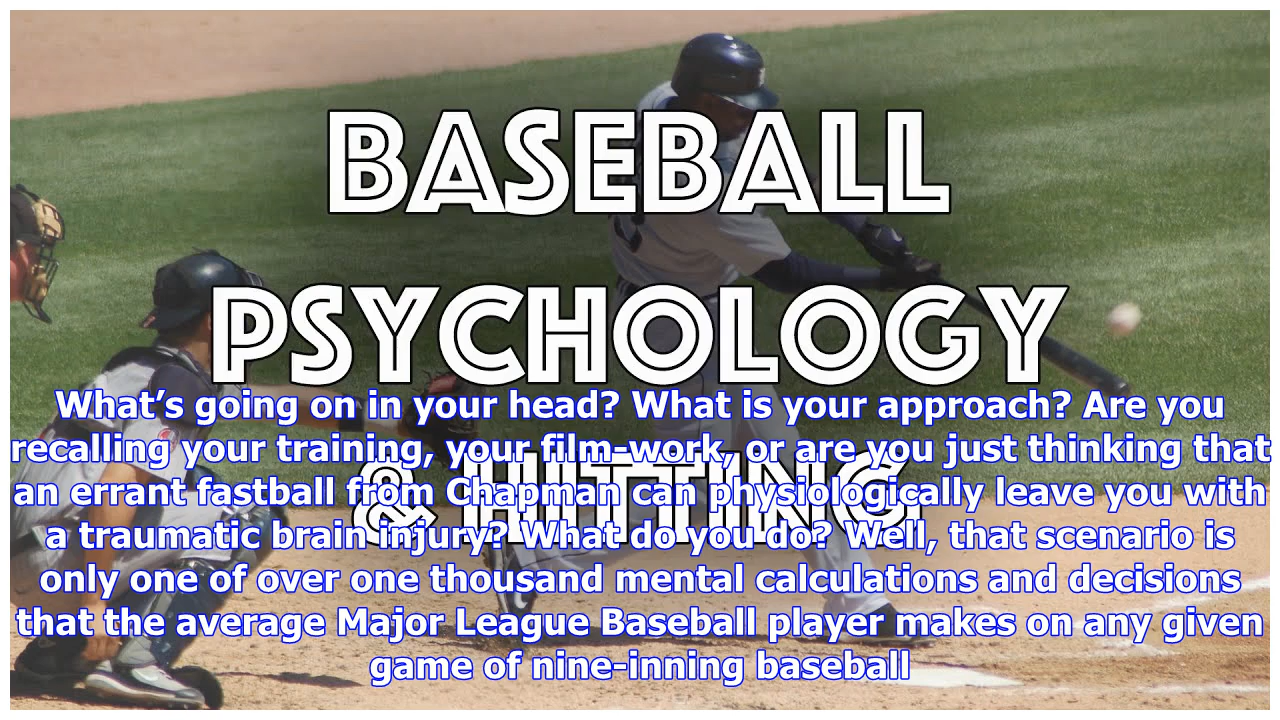 BASEBALL
PSYCHOLOGY
& HITTING
What’s going on in your head? What is your approach? Are you
recalling your training, your film-work, or are you just thinking that
an errant fastball from Chapman can physiologically leave you with
a traumatic brain injury? What do you do? Well, that scenario is
only one of over one thousand mental calculations and decisions
that the average Major League Baseball player makes on any given
game of nine-inning baseball